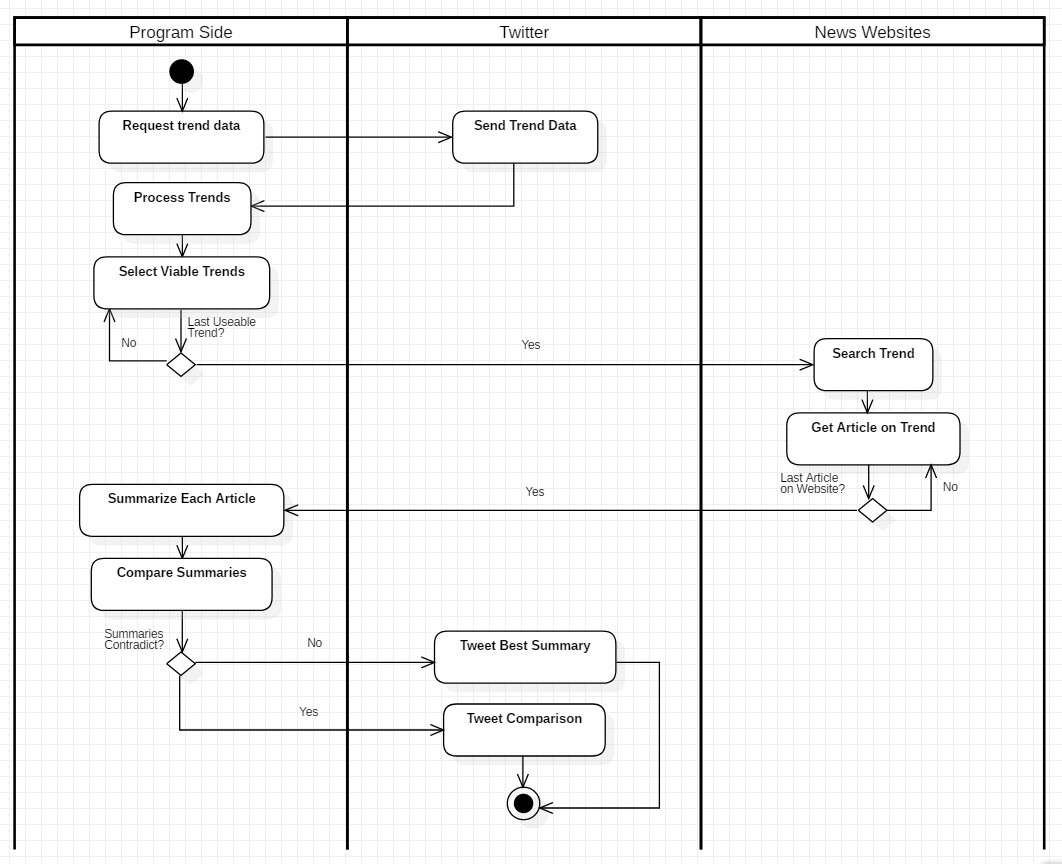 Program Side
Twitter
News Websites
Request trend data
Send Trend Data
Process Trends
Select Viable Trends
Last Useable
Trend?
No
Yes
Search Trend
Get Article on Trend
Last Article
on Website?
No
Yes
Summarize Each Article
Compare Summaries
Summaries
Contradict?
No
Tweet Best Summary
Yes
Tweet Comparison